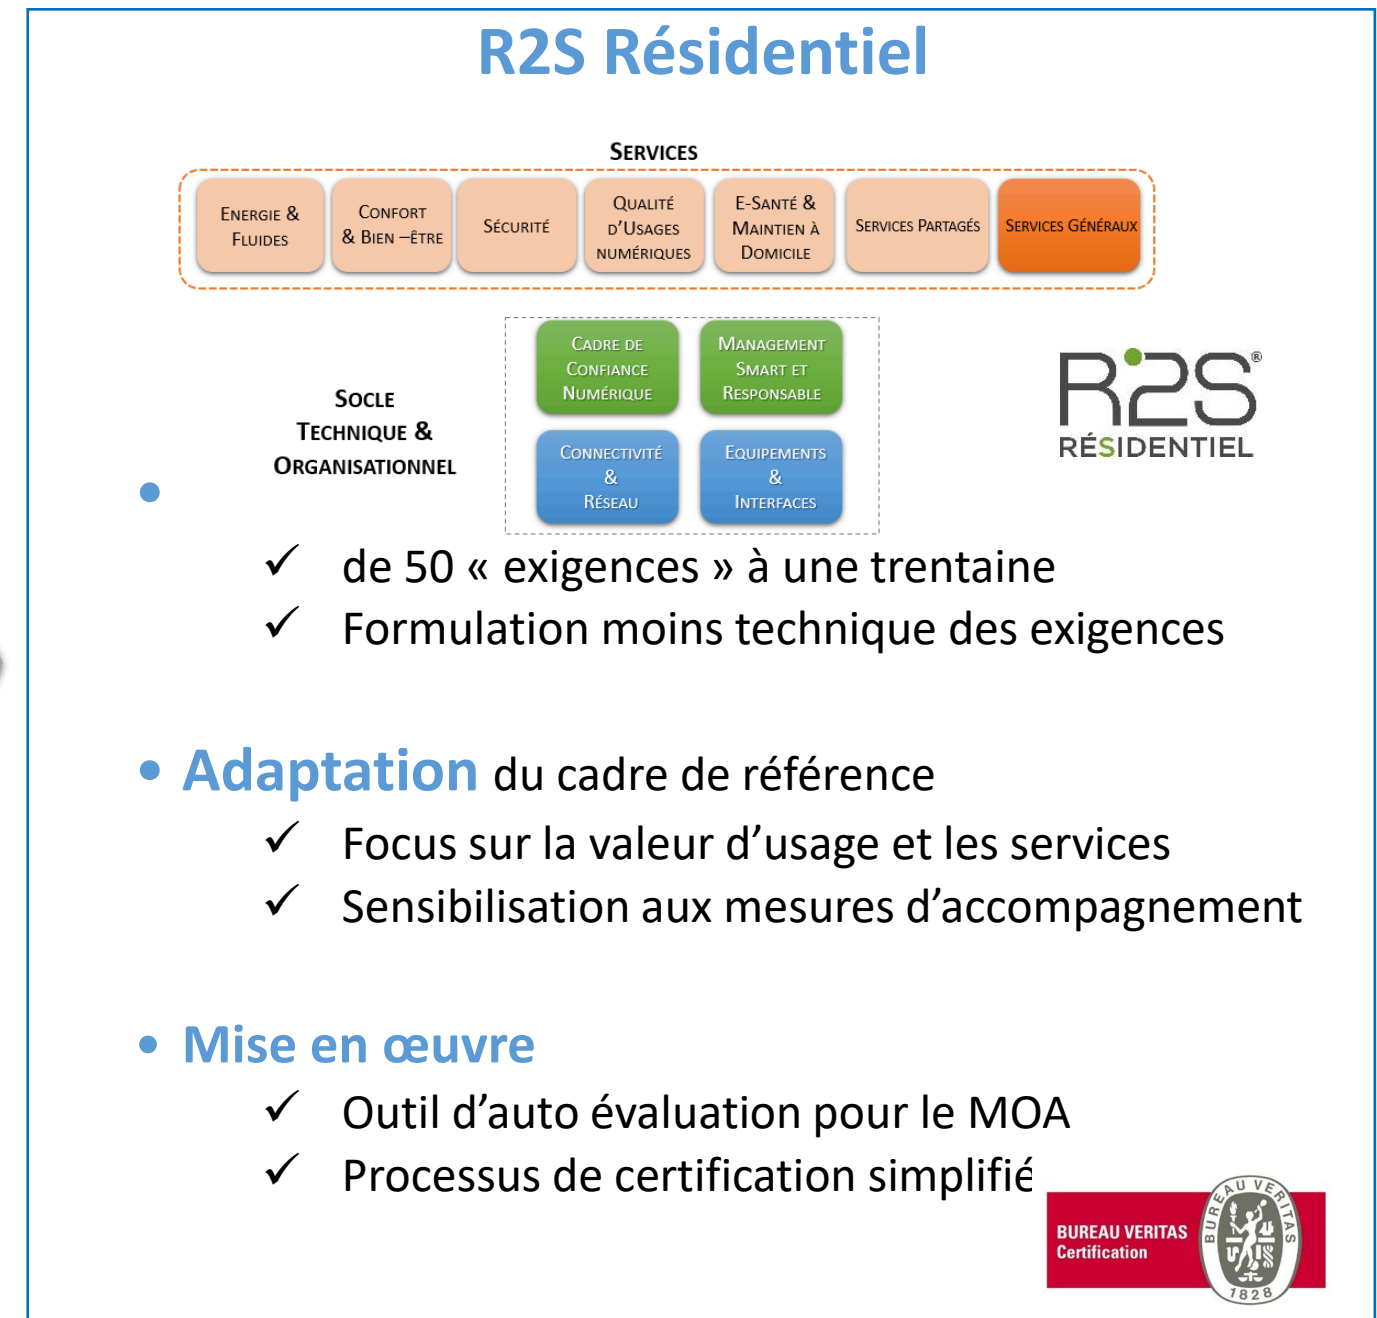 R2S Résidentiel
SERVICES
ENERGIE &
FLUIDES
CONFORT
& BIEN –ÊTRE
SÉCURITÉ
QUALITÉ
D'USAGES
NUMÉRIQUES
E-SANTÉ &
MAINTIEN À
DOMICILE
SERVICES PARTAGÉS
SERVICES GÉNÉRAUX
SOCLE
TECHNIQUE &
ORGANISATIONNEL
CADRE DE
CONFIANCE
NUMÉRIQUE
MANAGEMENT
SMART ET
RESPONSABLE
CONNECTIVITÉ
&
RÉSEAU
EQUIPEMENTS
&
INTERFACES
R2S®
RÉSIDENTIEL
•
✓ de 50 « exigences » à une trentaine
✓ Formulation moins technique des exigences
• Adaptation du cadre de référence
✓ Focus sur la valeur d’usage et les services
✓ Sensibilisation aux mesures d’accompagnement
• Mise en œuvre
✓ Outil d’auto évaluation pour le MOA
✓ Processus de certification simplifié
BUREAU VERITAS
Certification
BUREAU VERITAS
1828